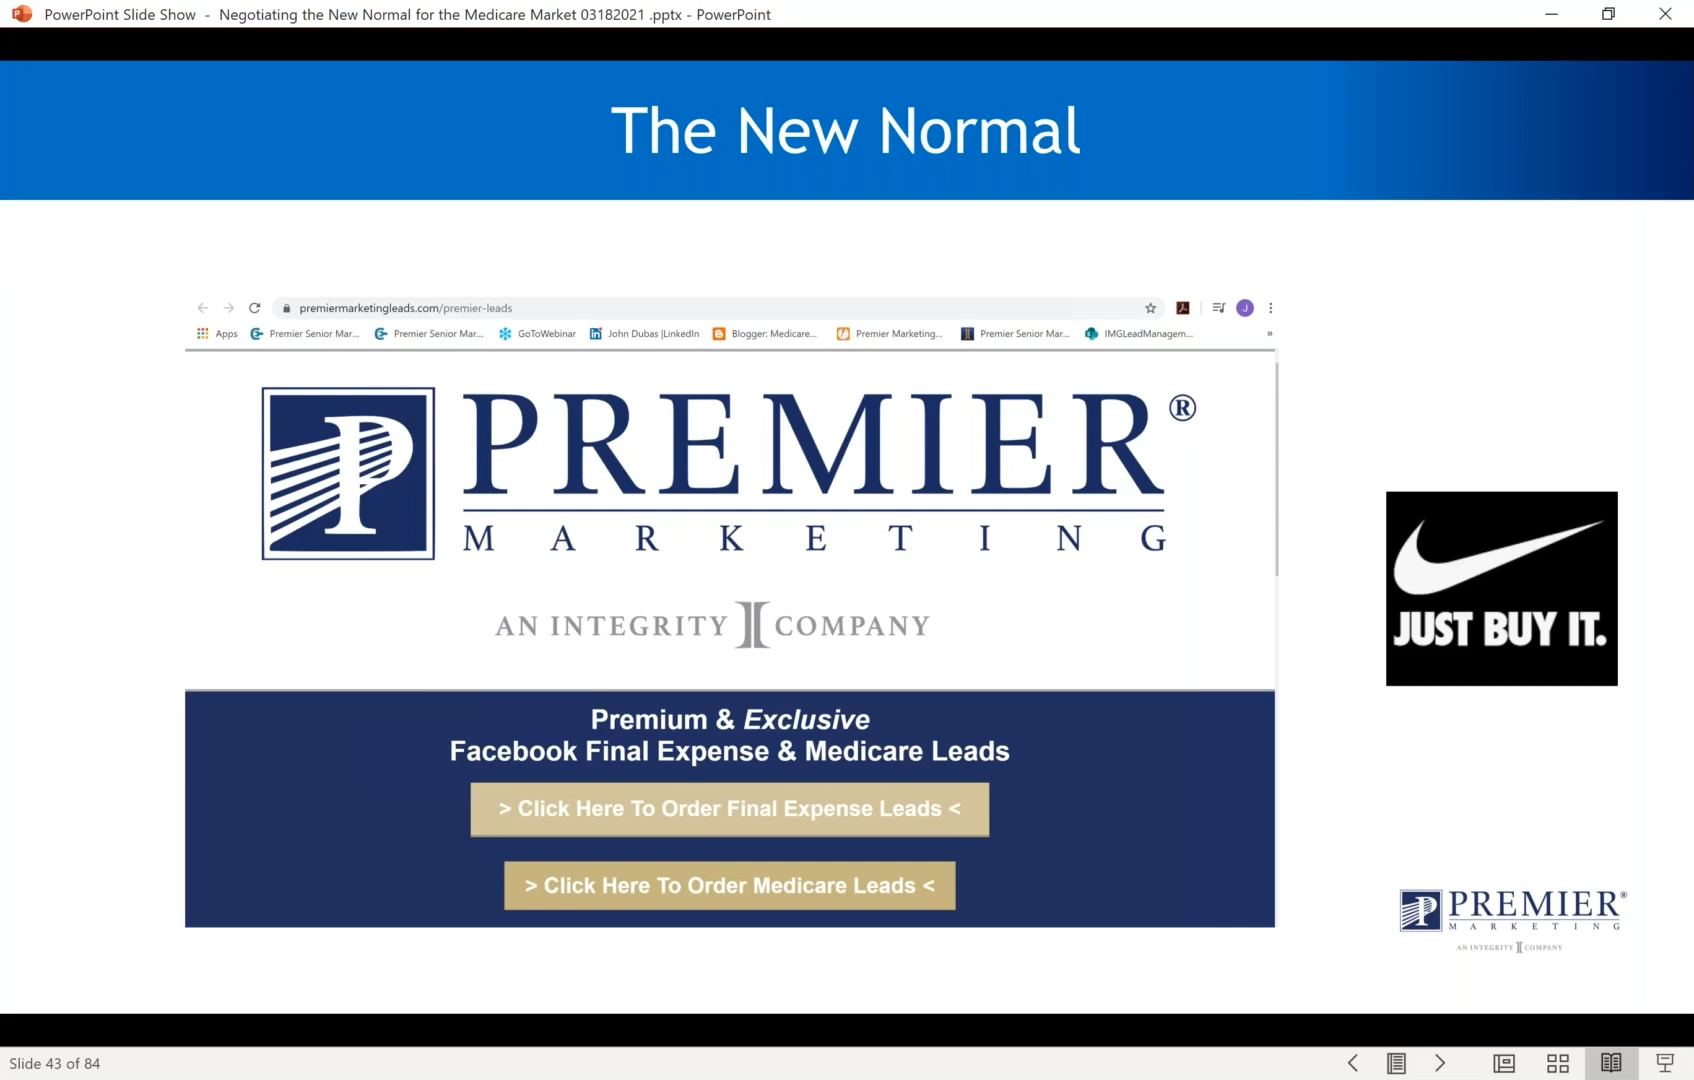 PowerPoint Slide Show - Negotiating the New Normal for the Medicare Market 03182021 .pptx - PowerPoint
The New Normal
premiermarketingleads.com/premier-leads
J
Apps Premier Senior Mar... Premier Senior Mar... GoToWebinar John Dubas |LinkedIn Blogger: Medicare... Premier Marketing... Premier Senior Mar... IMGLeadManagem... »
P
PREMIER®
MARKETING
AN INTEGRITY COMPANY
JUST BUY IT.
Premium & Exclusive
Facebook Final Expense & Medicare Leads
> Click Here To Order Final Expense Leads <
> Click Here To Order Medicare Leads <
P
PREMIER®
MARKETING
AN INTEGRITY COMPANY
Slide 43 of 84